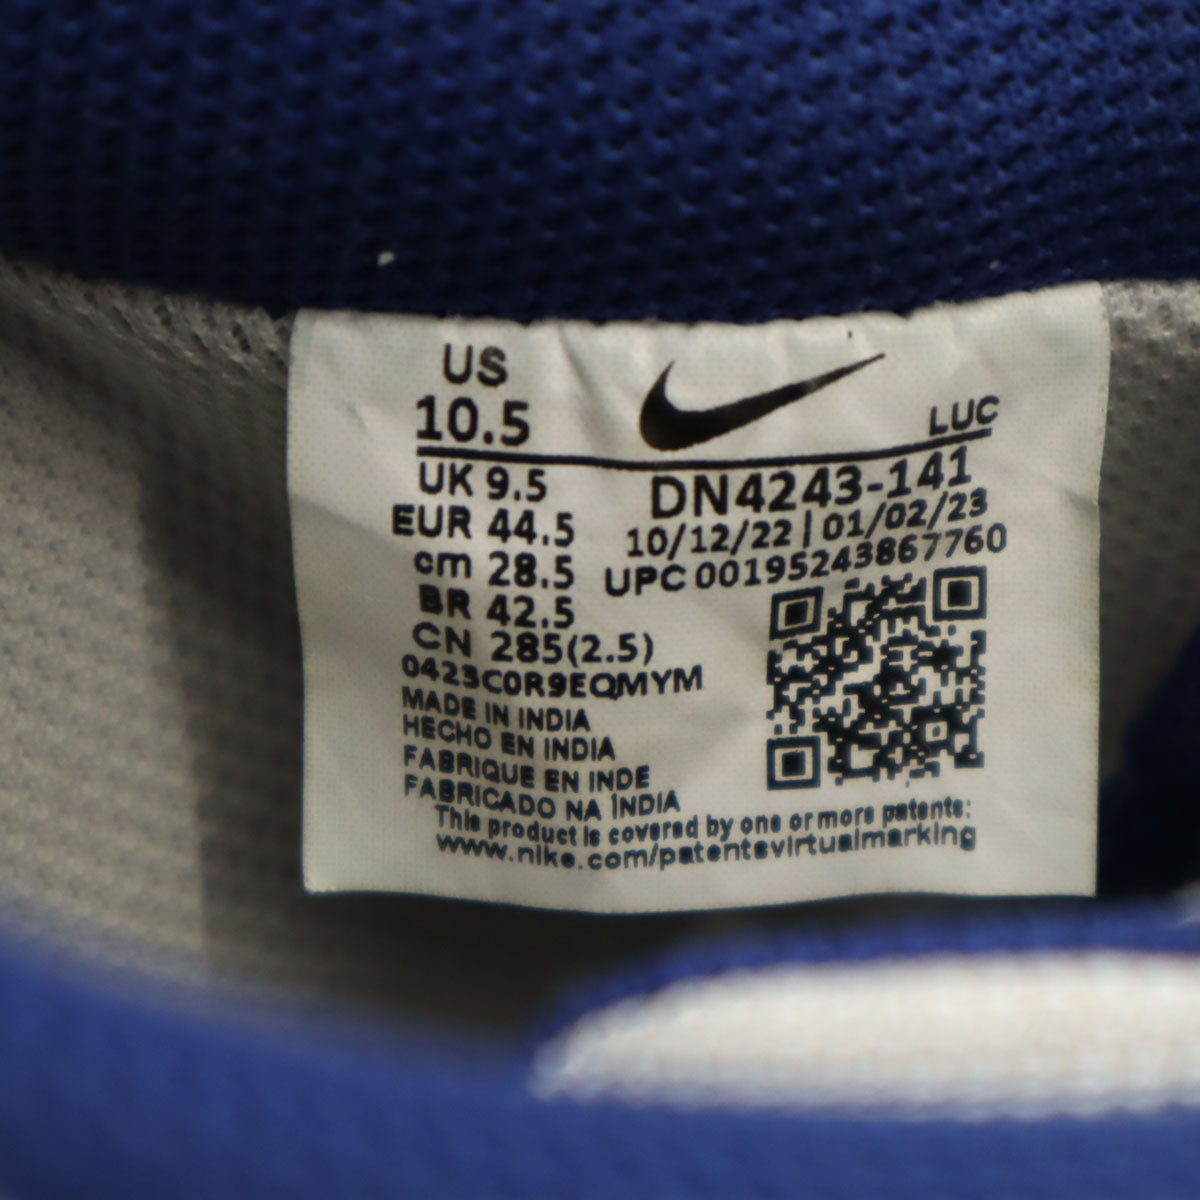 US
10.5
LUC
UK 9.5
EUR 44.5
cm 28.5
BR 42.5
CN 285(2.5)
DN4243-141
10/12/22 | 01/02/23
UPC 00195243867760
0423C0R9EQMYM
MADE IN INDIA
HECHO EN INDIA
FABRIQUE EN INDE
FABRICADO NA ÍNDIA
This product is covered by one or more patents:
www.nike.com/patentsvirtualmarking